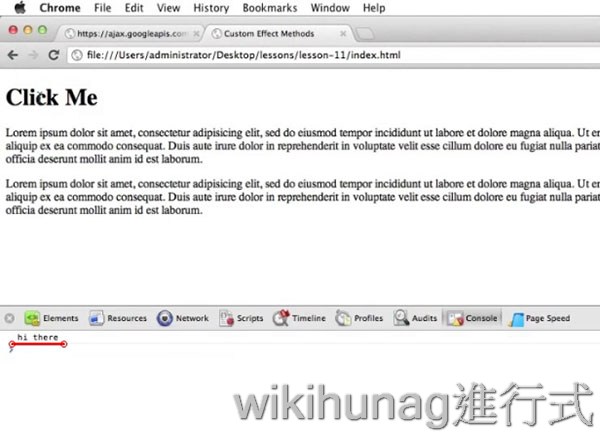 Chrome File Edit View History Bookmarks Window Help
https://ajax.googleapis.com Custom Effect Methods
file:///Users/administrator/Desktop/lessons/lesson-11/index.html
Click Me
Lorem ipsum dolor sit amet, consectetur adipisicing elit, sed do eiusmod tempor incididunt ut labore et dolore magna aliqua. Ut er
aliquip ex ea commodo consequat. Duis aute irure dolor in reprehenderit in voluptate velit esse cillum dolore eu fugiat nulla pariat
officia deserunt mollit anim id est laborum.
Lorem ipsum dolor sit amet, consectetur adipisicing elit, sed do eiusmod tempor incididunt ut labore et dolore magna aliqua. Ut er
aliquip ex ea commodo consequat. Duis aute irure dolor in reprehenderit in voluptate velit esse cillum dolore eu fugiat nulla pariat
officia deserunt mollit anim id est laborum.
Elements Resources Network Scripts Timeline Profiles Audits Console Page Speed
hi there
>
wikihunag進行式